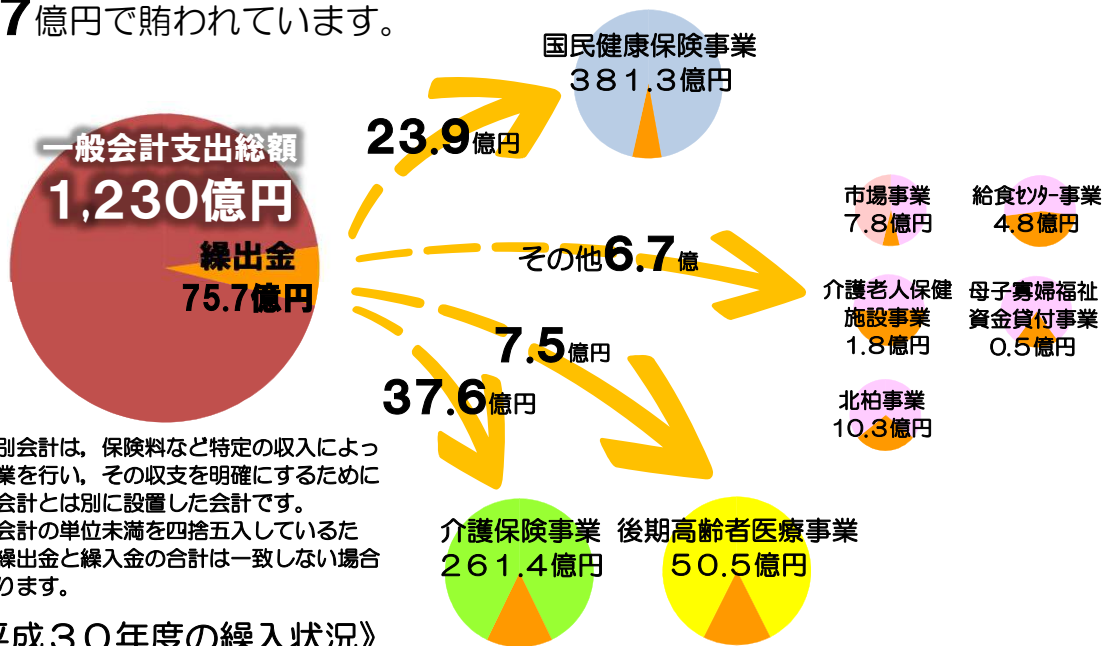 7億円で賄われています。
国民健康保険事業
381.3億円
一般会計支出総額
1,230億円
繰出金
75.7億円
23.9億円
その他6.7億
7.5億円
37.6億円
市場事業
7.8億円
給食ｾﾝﾀｰ事業
4.8億円
介護老人保健
施設事業
1.8億円
母子寡婦福祉
資金貸付事業
0.5億円
北柏事業
10.3億円
別会計は，保険料など特定の収入によっ
業を行い，その収支を明確にするために
会計とは別に設置した会計です。
会計の単位未満を四捨五入しているた
繰出金と繰入金の合計は一致しない場合
ります。
介護保険事業
261.4億円
後期高齢者医療事業
50.5億円
平成３０年度の繰入状況》